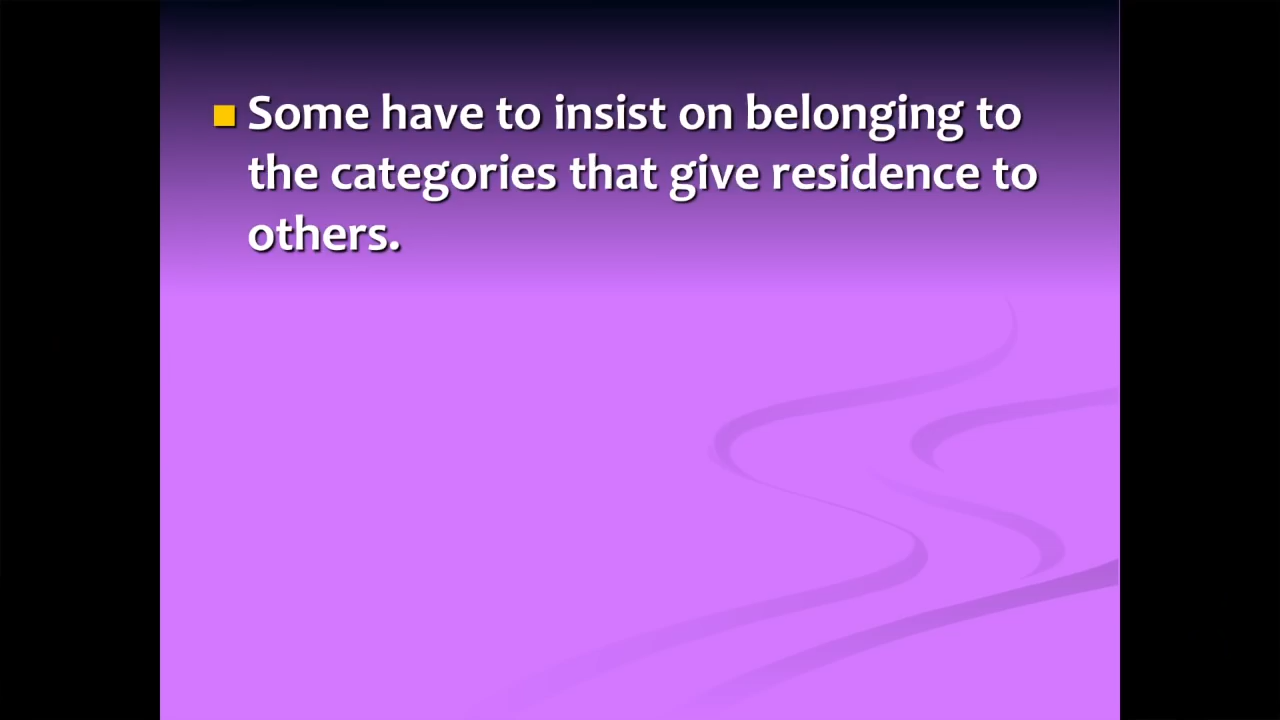 Some have to insist on belonging to
the categories that give residence to
others.